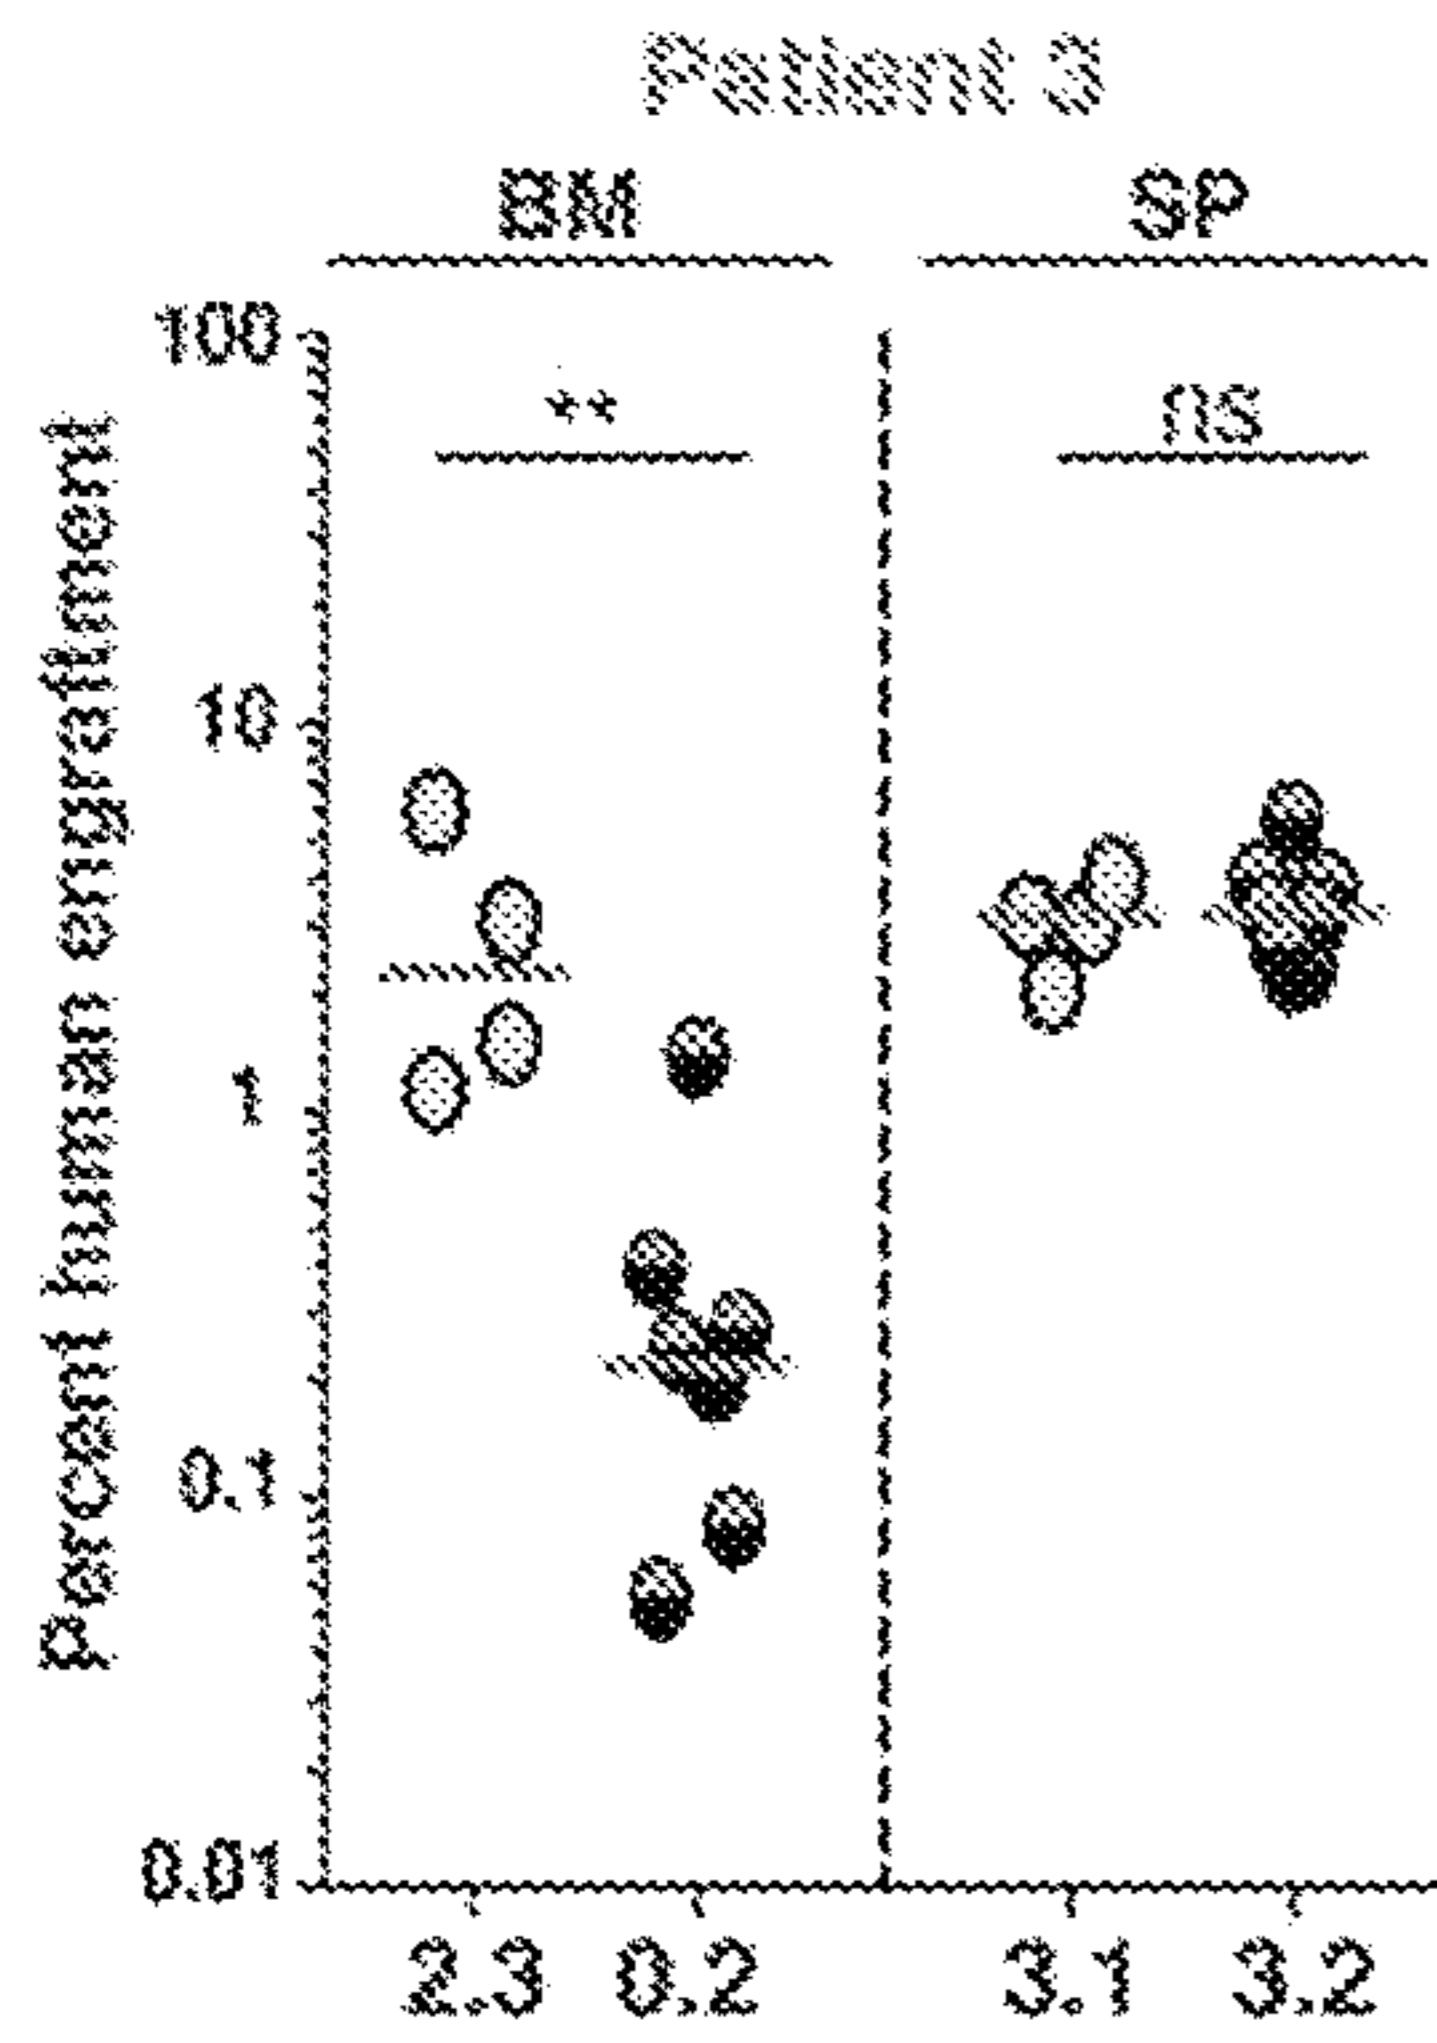 Patient 3
BM
SP
100
**
ns
Percent human engraftment
10
1
0.1
0.01
2.3 0.2 3.1 3.2